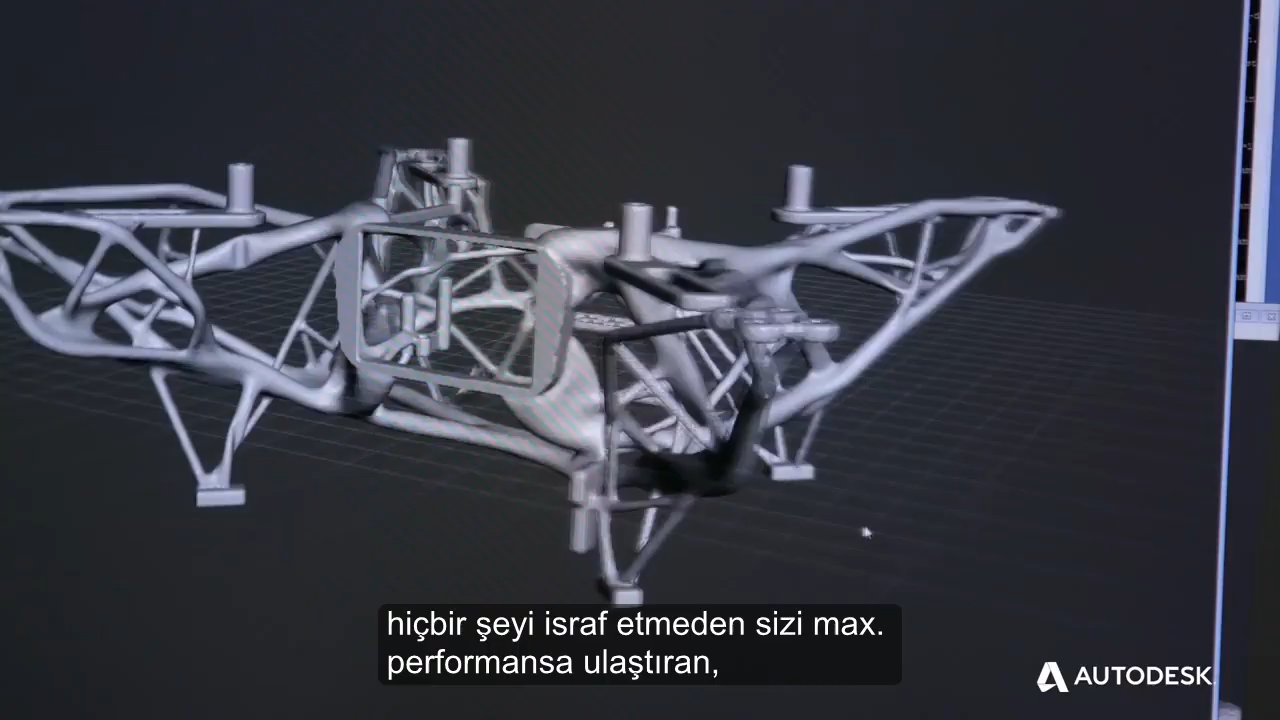 hiçbir şeyi israf etmeden sizi max.
performansa ulaştıran,
AUTODESK